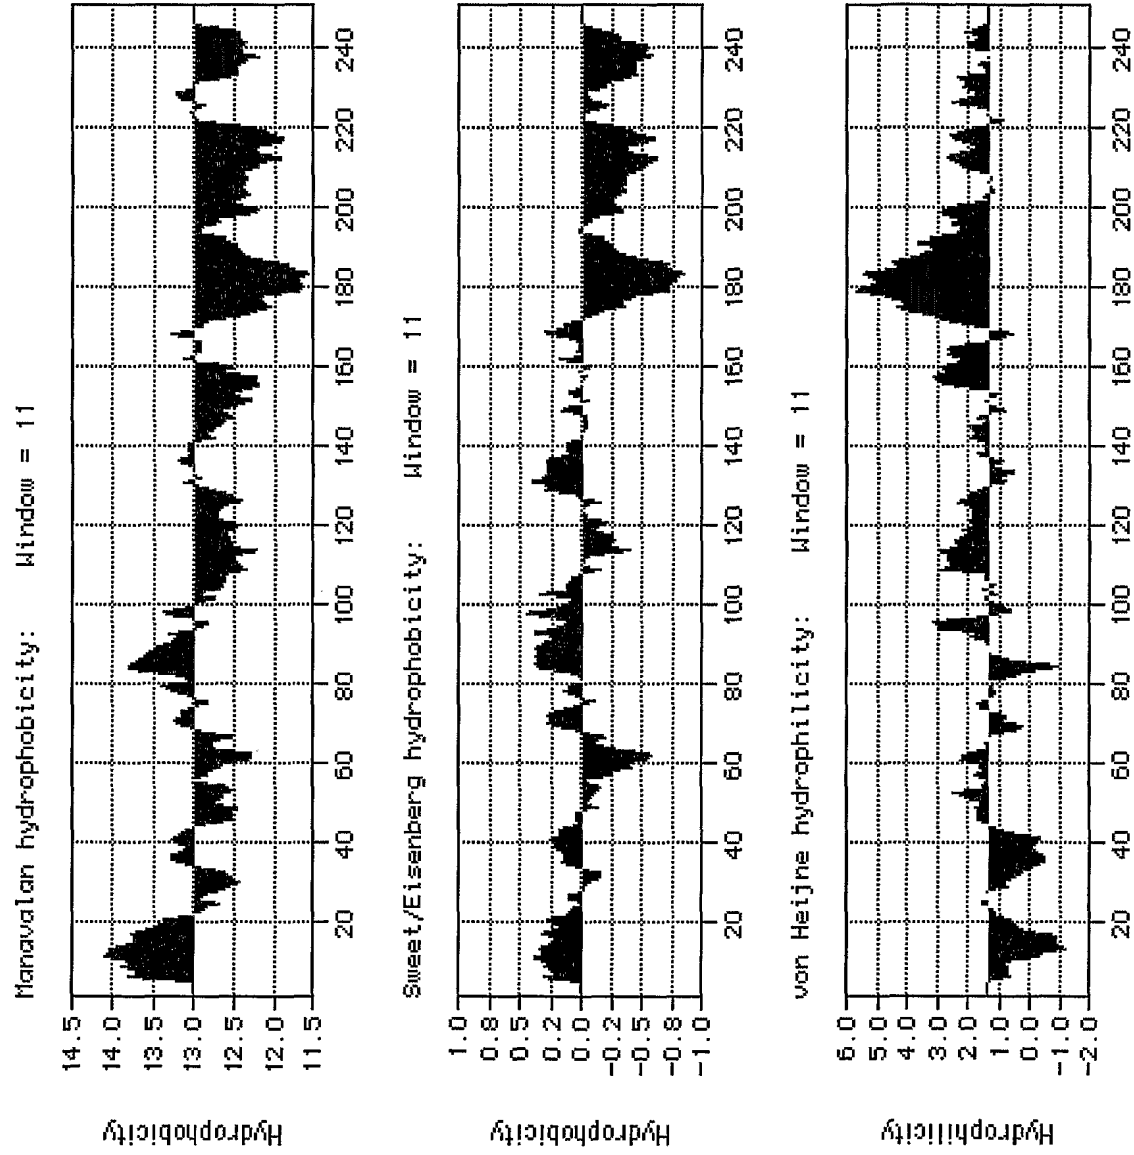 Manavalan hydrophobicity: Window = 11
14.5
14.0
13.5
13.0
12.5
12.0
11.5
Hydrophobicity
20 40 60 80 100 120 140 160 180 200 220 240
Sweet/Eisenberg hydrophobicity: Window = 11
1.0
0.8
0.5
0.2
0.0
-0.2
-0.5
-0.8
-1.0
Hydrophobicity
20 40 60 80 100 120 140 160 180 200 220 240
von Heijne hydrophilicity: Window = 11
6.0
5.0
4.0
3.0
2.0
1.0
0.0
-1.0
-2.0
Hydrophilicity
20 40 60 80 100 120 140 160 180 200 220 240